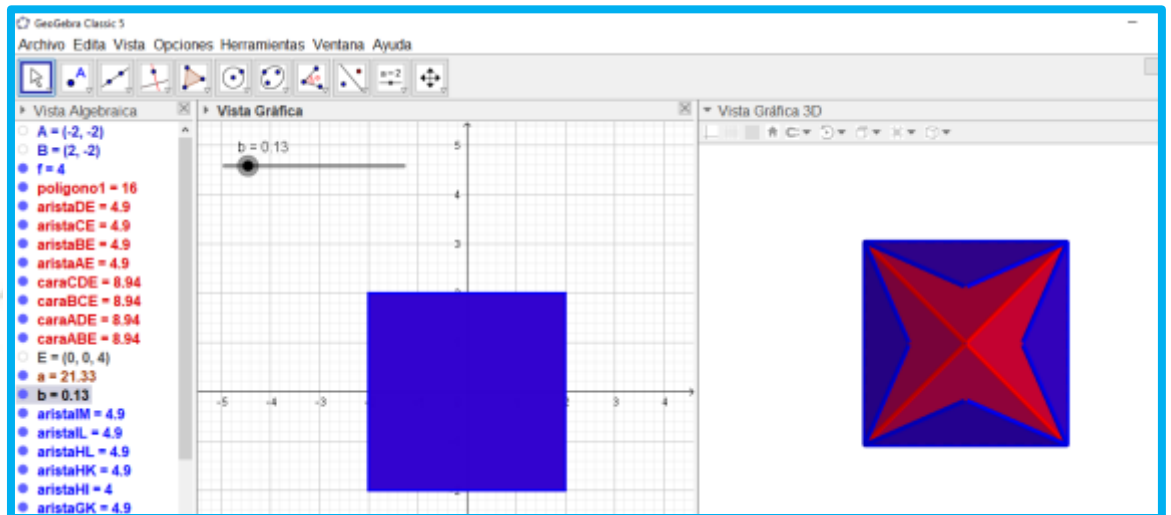 GeoGebra Classic 5
Archivo Edita Vista Opciones Herramientas Ventana Ayuda
A
a=2
Vista Algebraica
A = (-2, -2)
B = (2, -2)
f = 4
poligono1 = 16
aristaDE = 4.9
aristaCE = 4.9
aristaBE = 4.9
aristaAE = 4.9
caraCDE = 8.94
caraBCE = 8.94
caraADE = 8.94
caraABE = 8.94
E = (0, 0, 4)
a = 21.33
b = 0.13
aristaIM = 4.9
aristaIL = 4.9
aristaHL = 4.9
aristaHK = 4.9
aristaHI = 4
aristaGK = 4.9
Vista Gráfica
b = 0.13
5
4
3
-5 -4 -3 3 4
Vista Gráfica 3D